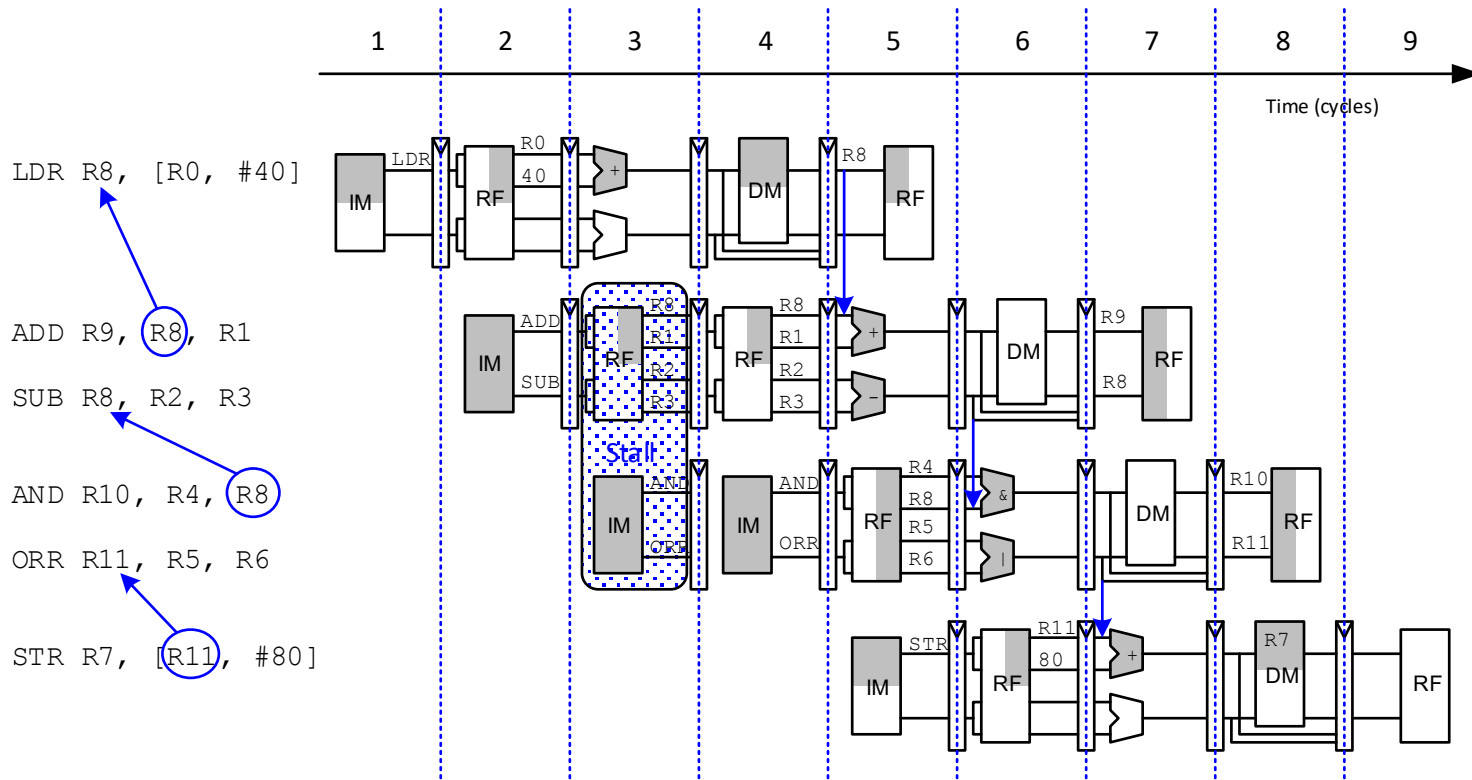 1 2 3 4 5 6 7 8 9
Time (cycles)
LDR R8, [R0, #40]
IM LDR RF R0 40 + DM R8 RF
ADD R9, R8, R1
SUB R8, R2, R3
IM ADD SUB RF R8 R1 R2 R3 RF R8 R1 R2 R3 + - DM R9 R8 RF
Stall
AND R10, R4, R8
ORR R11, R5, R6
IM AND ORR IM AND ORR RF R4 R8 R5 R6 & | DM R10 R11 RF
STR R7, [R11, #80]
IM STR RF R11 80 + R7 DM RF